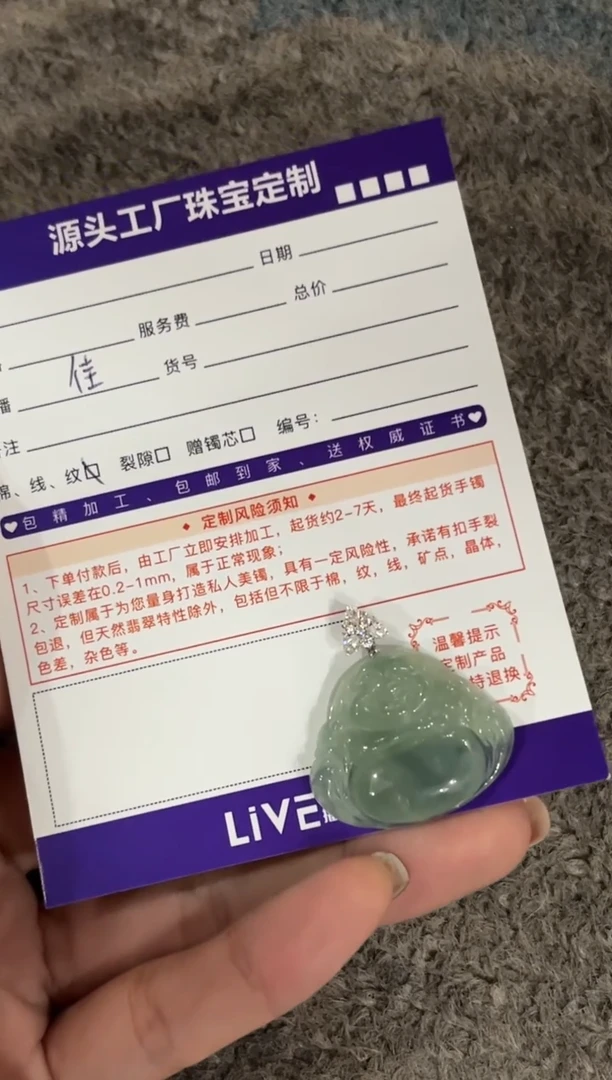 源头工厂珠宝定制
日期
服务费 总价
播 佳 货号
注
棉、线、纹 裂隙 赠镯芯 编号:
包精加工、包邮到家、送权威证书
定制风险须知
1、下单付款后,由工厂立即安排加工,起货约2-7天,最终起货手镯
尺寸误差在0.2-1mm,属于正常现象;
2、定制属于为您量身打造私人美镯,具有一定风险性,承诺有扣手裂
包退,但天然翡翠特性除外,包括但不限于棉,纹,线,矿点,晶体,
色差,杂色等。
温馨提示
定制产品
持退换
LiVE